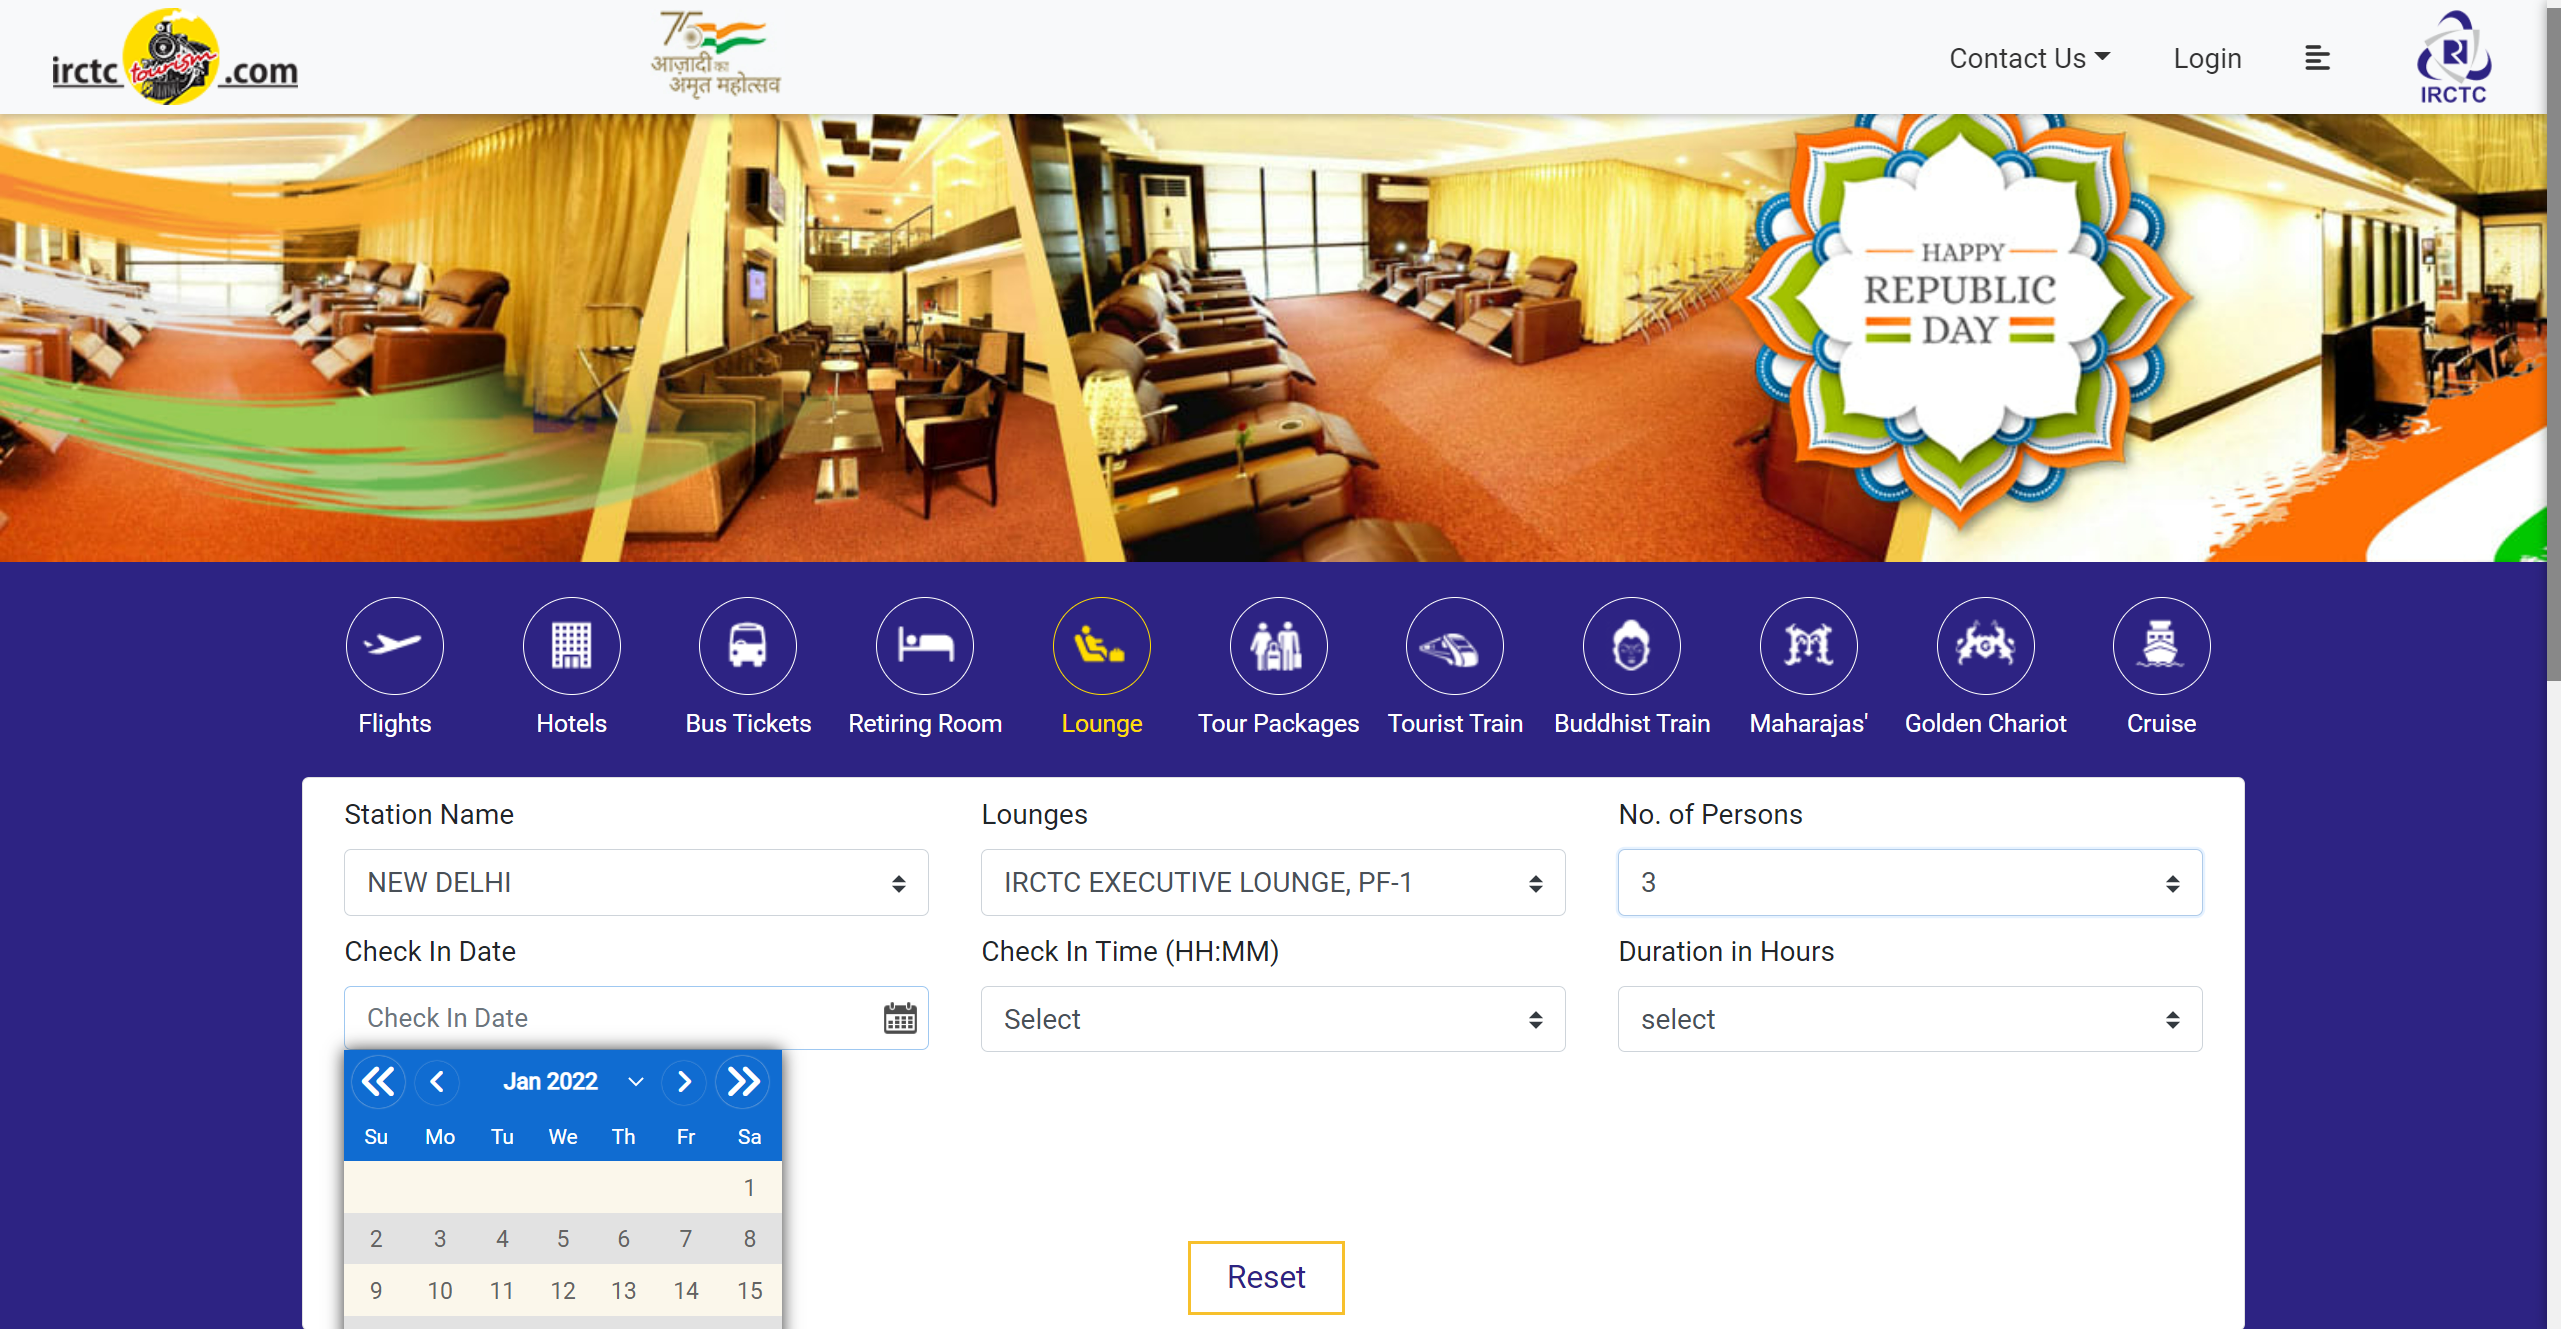 irctc tourism .com
75
आज़ादी का
अमृत महोत्सव
Contact Us
Login
IRCTC
HAPPY
REPUBLIC
DAY
Flights
Hotels
Bus Tickets
Retiring Room
Lounge
Tour Packages
Tourist Train
Buddhist Train
Maharajas'
Golden Chariot
Cruise
Station Name
Lounges
No. of Persons
NEW DELHI
IRCTC EXECUTIVE LOUNGE, PF-1
3
Check In Date
Check In Time (HH:MM)
Duration in Hours
Check In Date
Select
select
Jan 2022
Su Mo Tu We Th Fr Sa
1
2 3 4 5 6 7 8
9 10 11 12 13 14 15
Reset